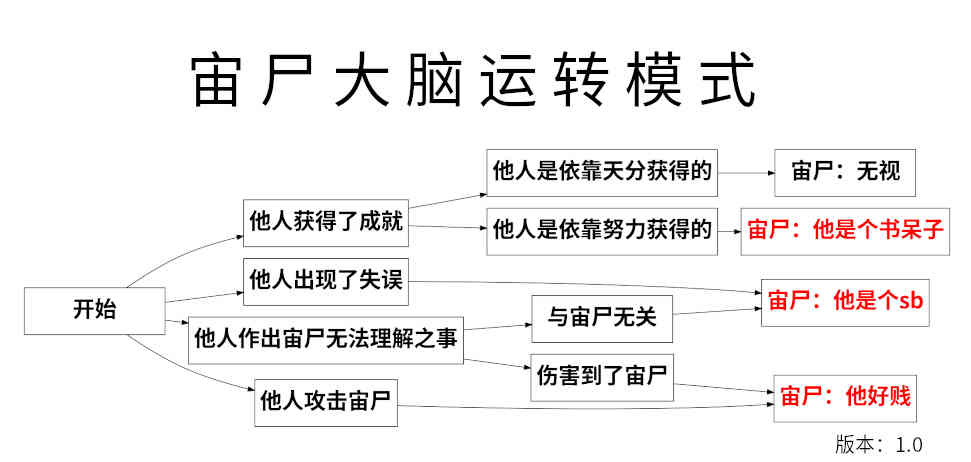 宙尸大脑运转模式
他人是依靠天分获得的
宙尸：无视
他人获得了成就
他人是依靠努力获得的
宙尸：他是个书呆子
他人出现了失误
开始
宙尸：他是个sb
与宙尸无关
他人作出宙尸无法理解之事
伤害到了宙尸
他人攻击宙尸
宙尸：他好贱
版本：1.0